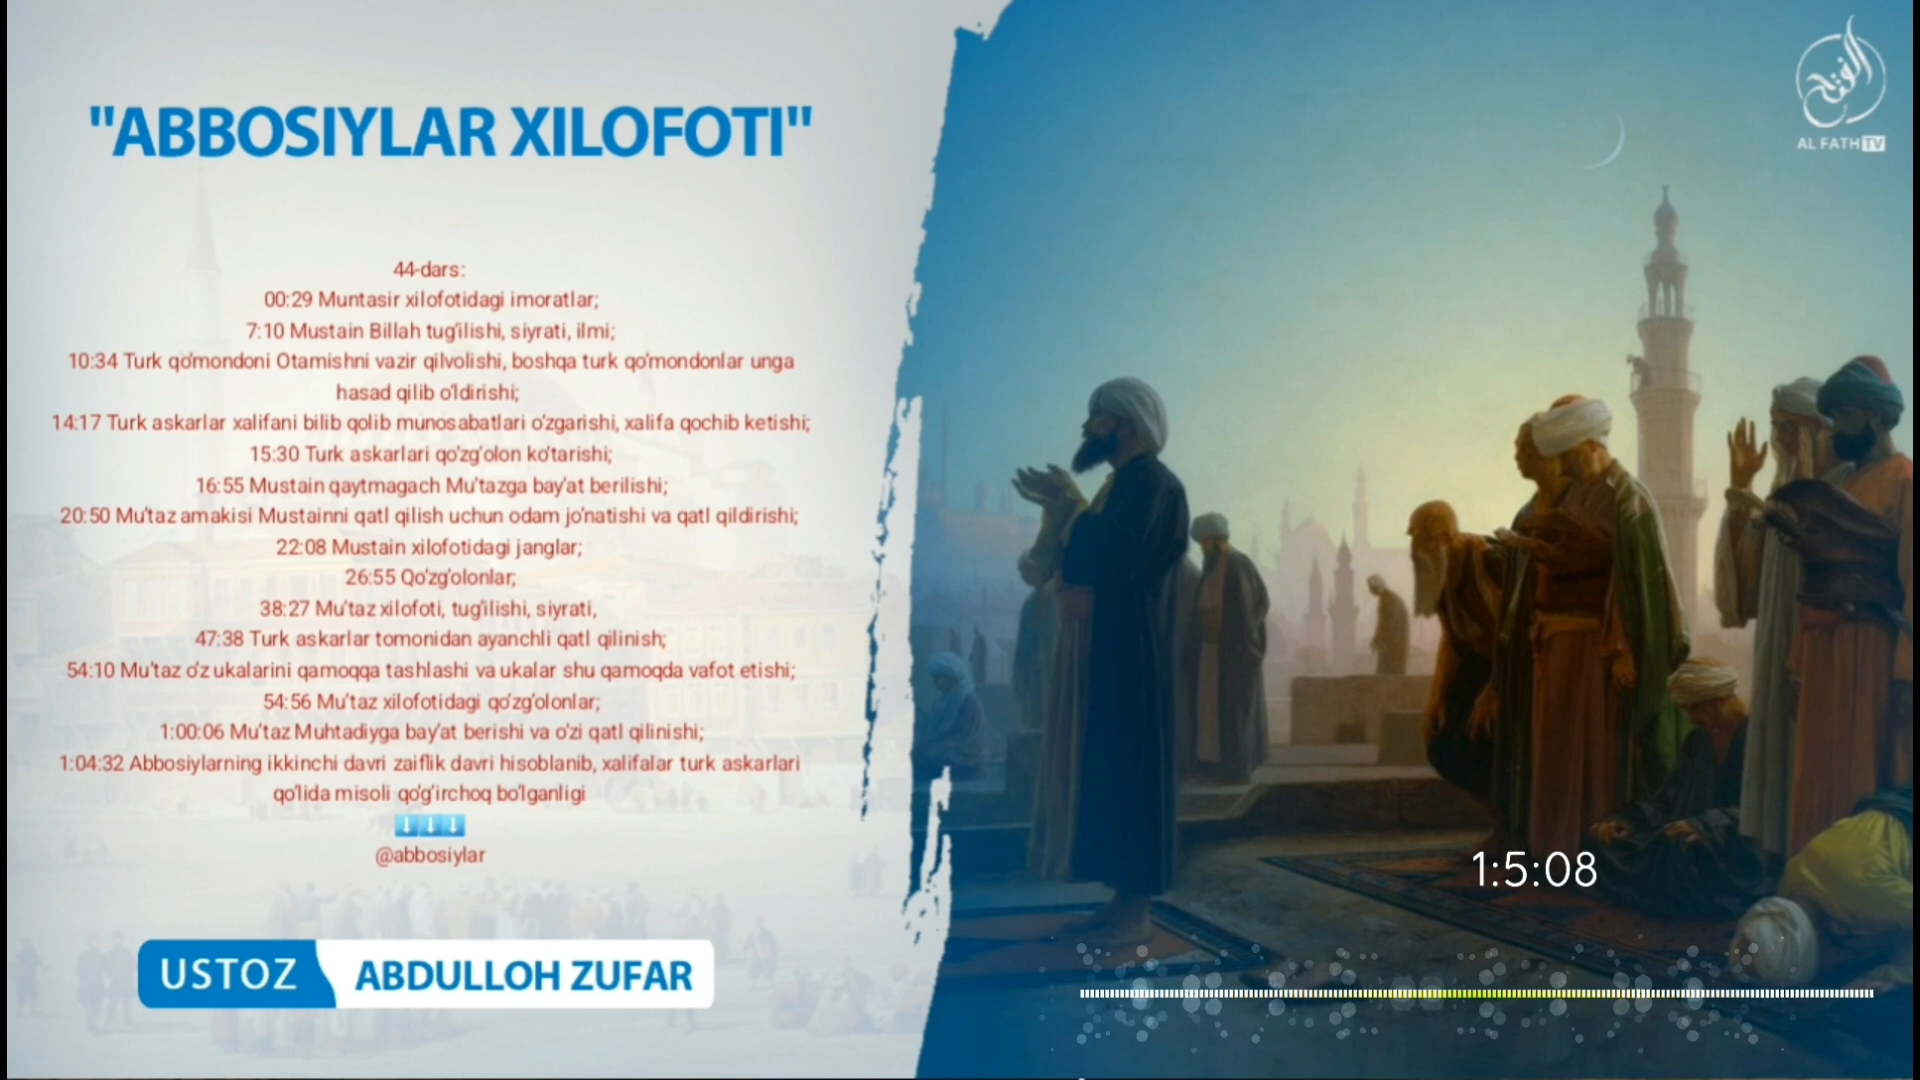 "ABBOSIYLAR XILOFOTI"
44-dars:
00:29 Muntasir xilofotidagi imoratlar;
7:10 Mustain Billah tug'ilishi, siyrati, ilmi;
10:34 Turk qo'mondoni Otamishni vazir qilvolishi, boshqa turk qo'mondonlar unga
hasad qilib o'ldirishi;
14:17 Turk askarlar xalifani bilib qolib munosabatlari o'zgarishi, xalifa qochib ketishi;
15:30 Turk askarlari qo'zg'olon ko'tarishi;
16:55 Mustain qaytmagach Mu'tazga bay'at berilishi;
20:50 Mu'taz amakisi Mustainni qatl qilish uchun odam jo'natishi va qatl qildirishi;
22:08 Mustain xilofotidagi janglar;
26:55 Qo'zg'olonlar;
38:27 Mu'taz xilofoti, tug'ilishi, siyrati,
47:38 Turk askarlar tomonidan ayanchli qatl qilinish;
54:10 Mu'taz o'z ukalarini qamoqqa tashlashi va ukalar shu qamoqda vafot etishi;
54:56 Mu'taz xilofotidagi qo'zg'olonlar;
1:00:06 Mu'taz Muhtadiyga bay'at berishi va o'zi qatl qilinishi;
1:04:32 Abbosiylarning ikkinchi davri zaiflik davri hisoblanib, xalifalar turk askarlari
qo'lida misoli qo'g'irchoq bo'lganligi
⬇️⬇️⬇️
@abbosiylar
USTOZ ABDULLOH ZUFAR
الفتح
AL FATH TV
1:5:08